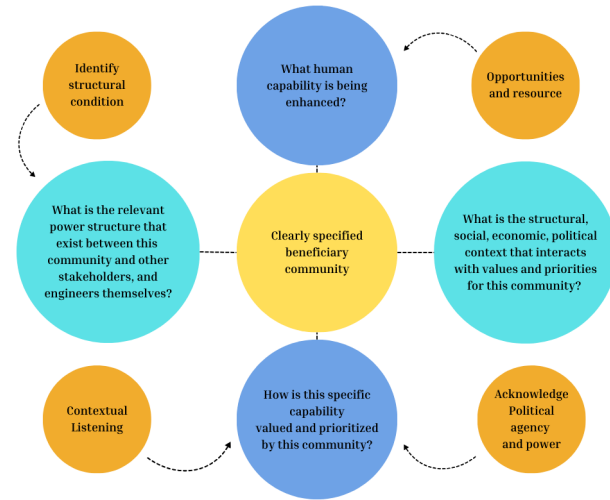 Identify
structural
condition
What human
capability is being
enhanced?
Opportunities
and resource
What is the relevant
power structure that
exist between this
community and other
stakeholders, and
engineers themselves?
Clearly specified
beneficiary
community
What is the structural,
social, economic, political
context that interacts
with values and priorities
for this community?
Contextual
Listening
How is this specific
capability
valued and prioritized
by this community?
Acknowledge
Political
agency
and power